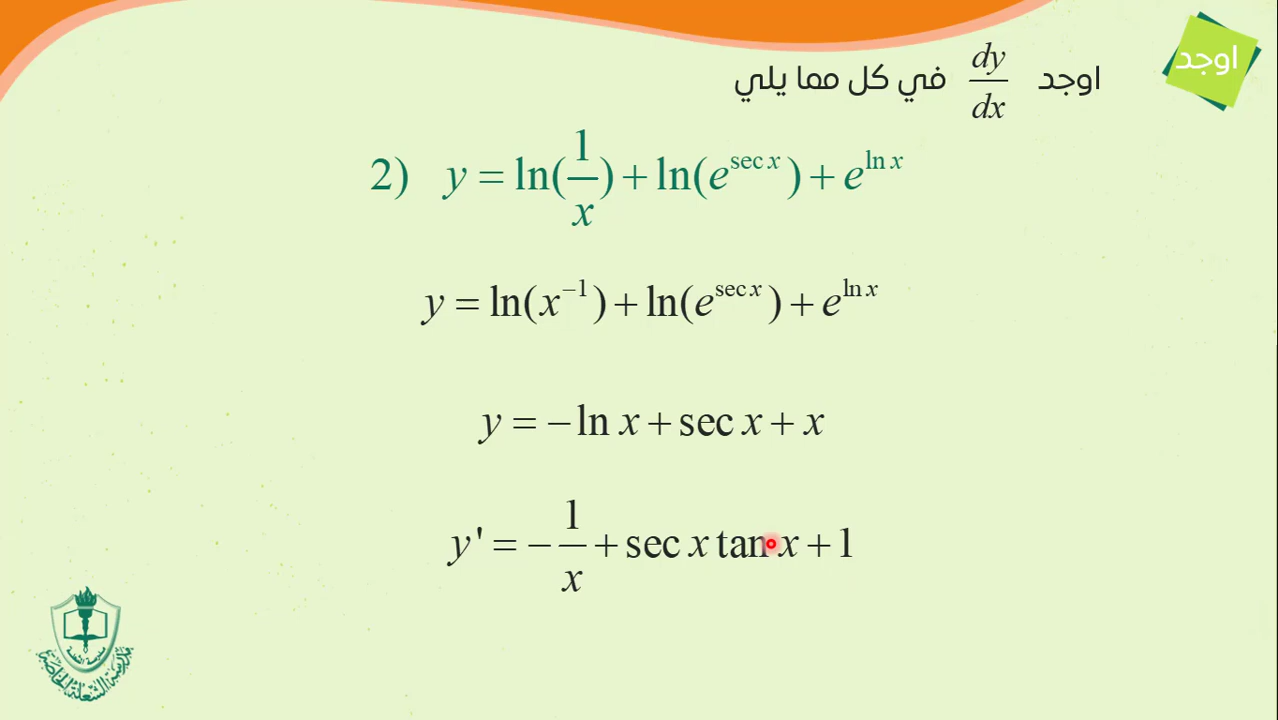 اوجد
اوجد dy/dx في كل مما يلي
2) y = ln(1/x) + ln(e^{sec x}) + e^{ln x}
y = ln(x^{-1}) + ln(e^{sec x}) + e^{ln x}
y = −ln x + sec x + x
y' = −1/x + sec x tan x + 1